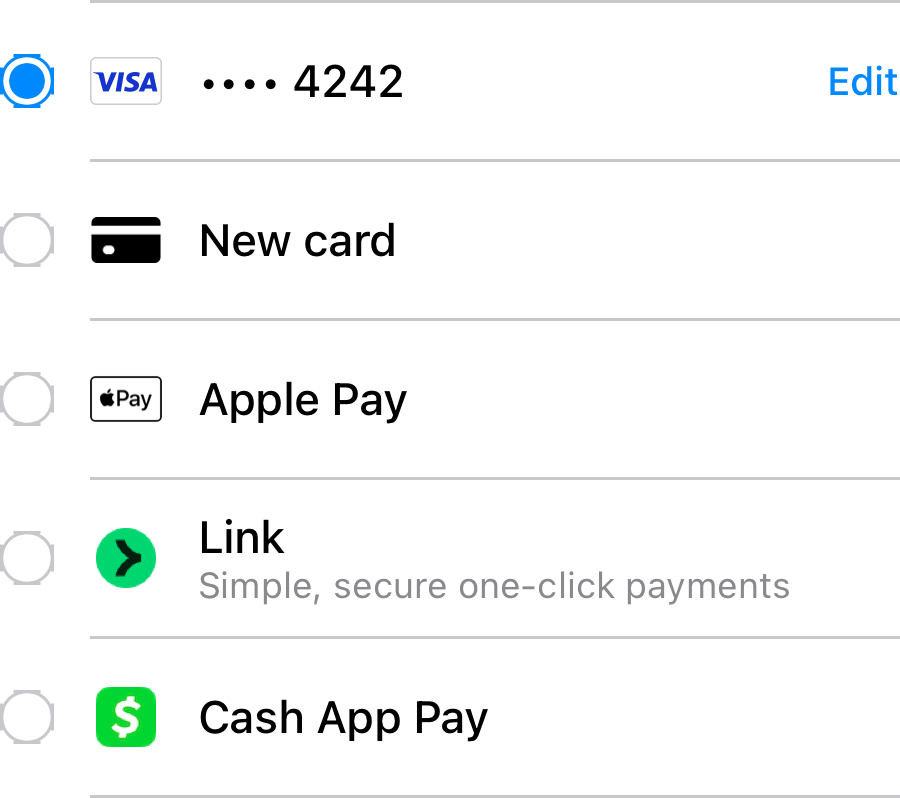 VISA •••• 4242 Edit
New card
Pay Apple Pay
Link
Simple, secure one-click payments
$ Cash App Pay